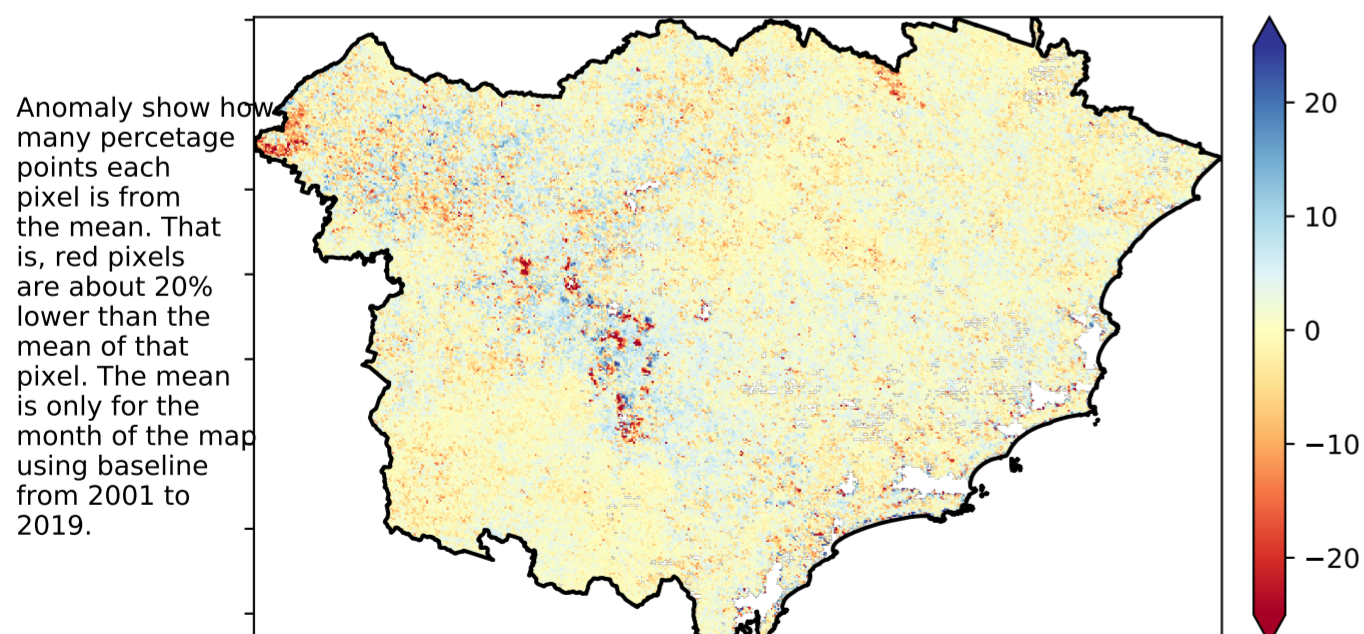 Anomaly show how
many percetage
points each
pixel is from
the mean. That
is, red pixels
are about 20%
lower than the
mean of that
pixel. The mean
is only for the
month of the map
using baseline
from 2001 to
2019.
20
10
0
−10
−20